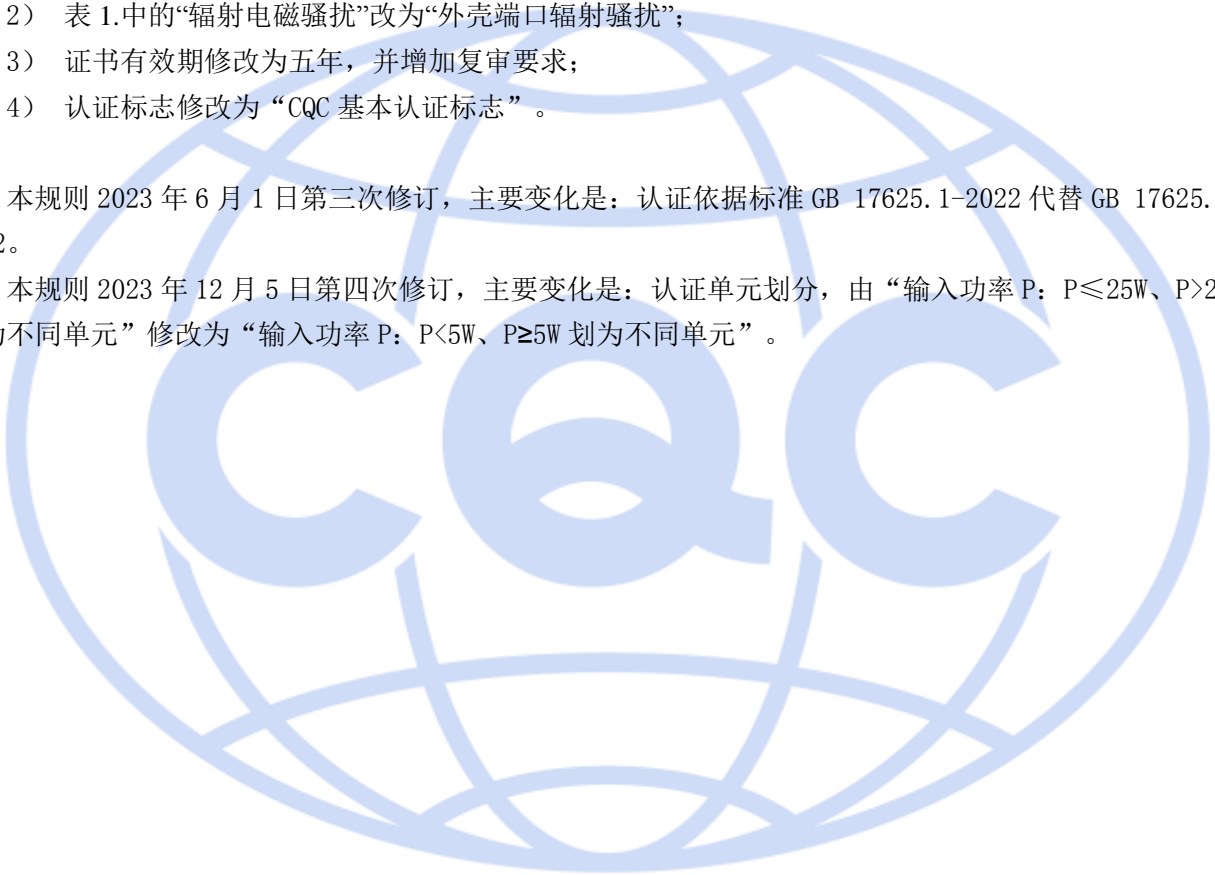 2） 表 1.中的“辐射电磁骚扰”改为“外壳端口辐射骚扰”；
3） 证书有效期修改为五年，并增加复审要求；
4） 认证标志修改为“CQC 基本认证标志”。
本规则 2023 年 6 月 1 日第三次修订，主要变化是：认证依据标准 GB 17625.1-2022 代替 GB 17625.
2。
本规则 2023 年 12 月 5 日第四次修订，主要变化是：认证单元划分，由“输入功率 P：P≤25W、P>2
为不同单元”修改为“输入功率 P：P<5W、P≥5W 划为不同单元”。
CQC